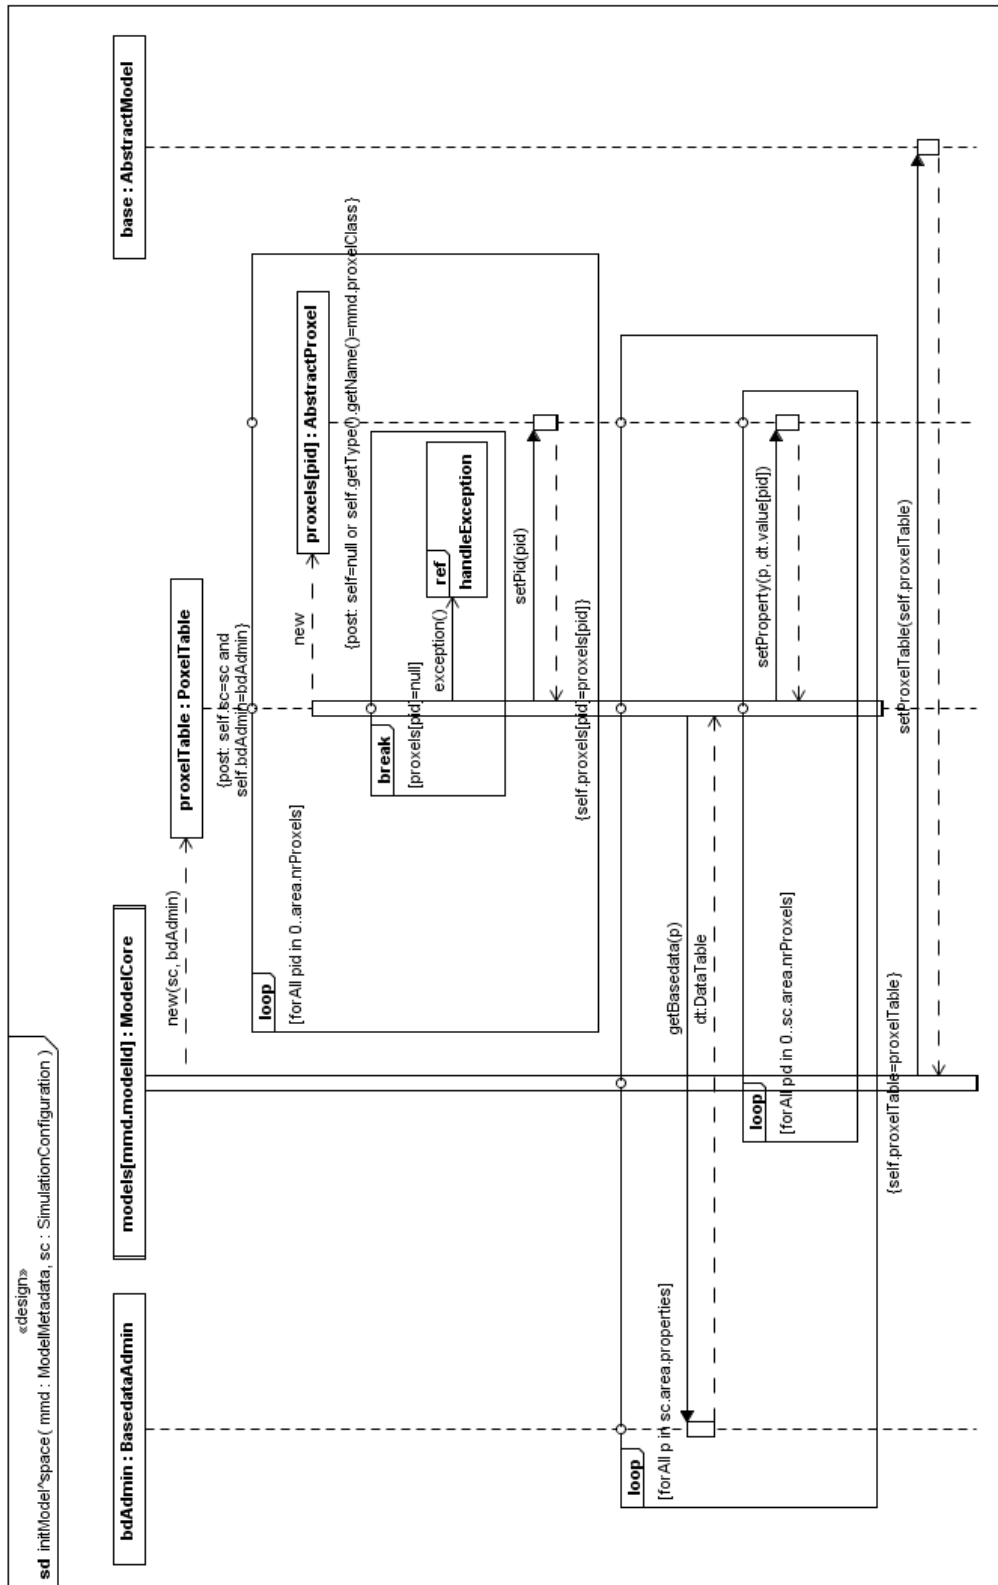 «design»
sd initModel^space( mmd : ModelMetadata, sc : SimulationConfiguration )
bdAdmin : BasedataAdmin
models[mmd.modelId] : ModelCore
base : AbstractModel
new(sc, bdAdmin)
proxelTable : PoxelTable
{post: self.sc=sc and
self.bdAdmin=bdAdmin}
loop
[forAll pid in 0..area.nrProxels]
new
proxels[pid] : AbstractProxel
{post: self=null or self.getType().getName()=mmd.proxelClass}
break
[proxels[pid]=null]
exception()
ref
handleException
setPid(pid)
{self.proxels[pid]=proxels[pid]}
loop
[forAll p in sc.area.properties]
getBasedata(p)
dt:DataTable
loop
[forAll pid in 0..sc.area.nrProxels]
setProperty(p, dt.value[pid])
{self.proxelTable=proxelTable}
setProxelTable(self.proxelTable)